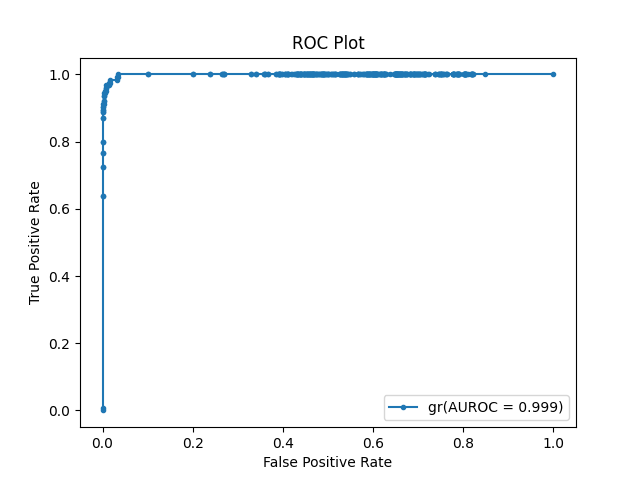 ROC Plot
True Positive Rate
1.0
0.8
0.6
0.4
0.2
0.0
gr(AUROC = 0.999)
0.0 0.2 0.4 0.6 0.8 1.0
False Positive Rate